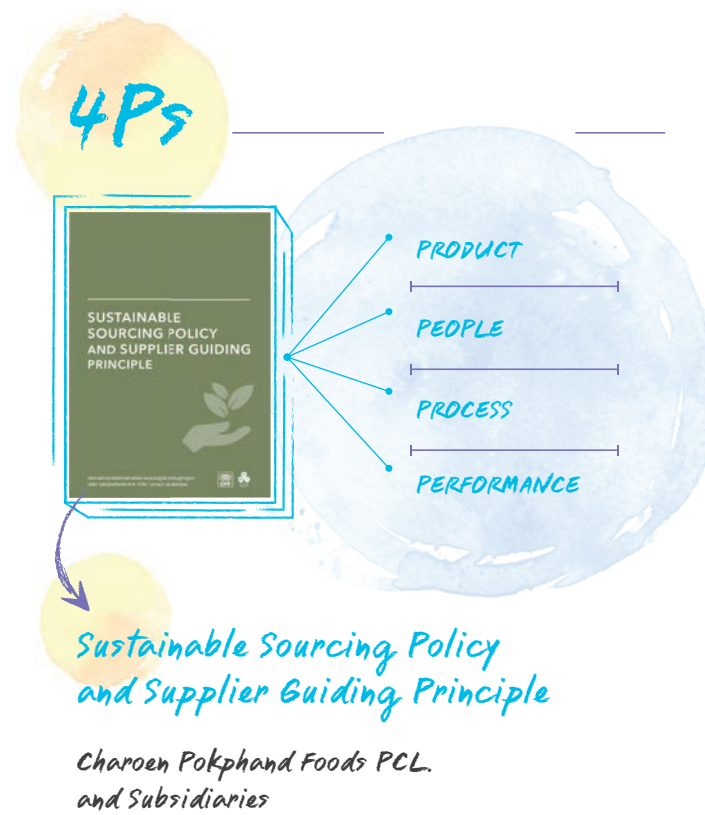 4Ps
SUSTAINABLE
SOURCING POLICY
AND SUPPLIER GUIDING
PRINCIPLE
PRODUCT
PEOPLE
PROCESS
PERFORMANCE
Sustainable Sourcing Policy
and Supplier Guiding Principle
Charoen Pokphand Foods PCL.
and Subsidiaries